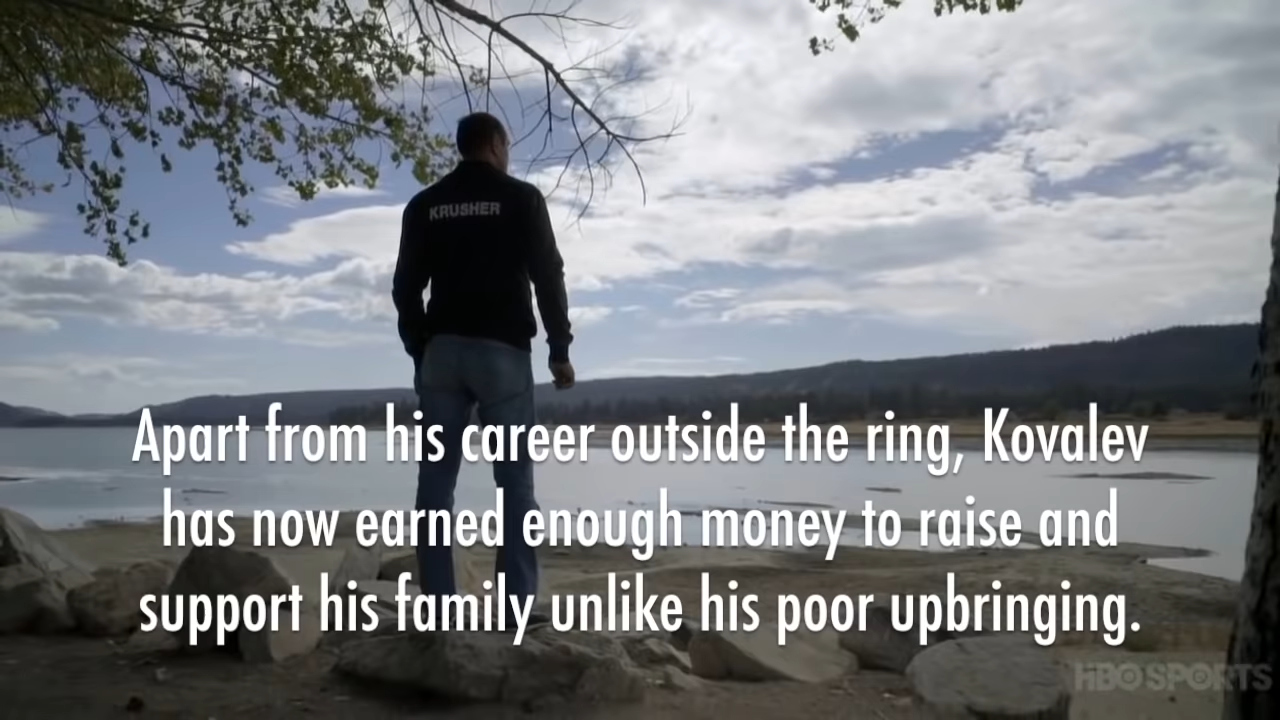 KRUSHER
Apart from his career outside the ring, Kovalev
has now earned enough money to raise and
support his family unlike his poor upbringing.
HBO SPORTS